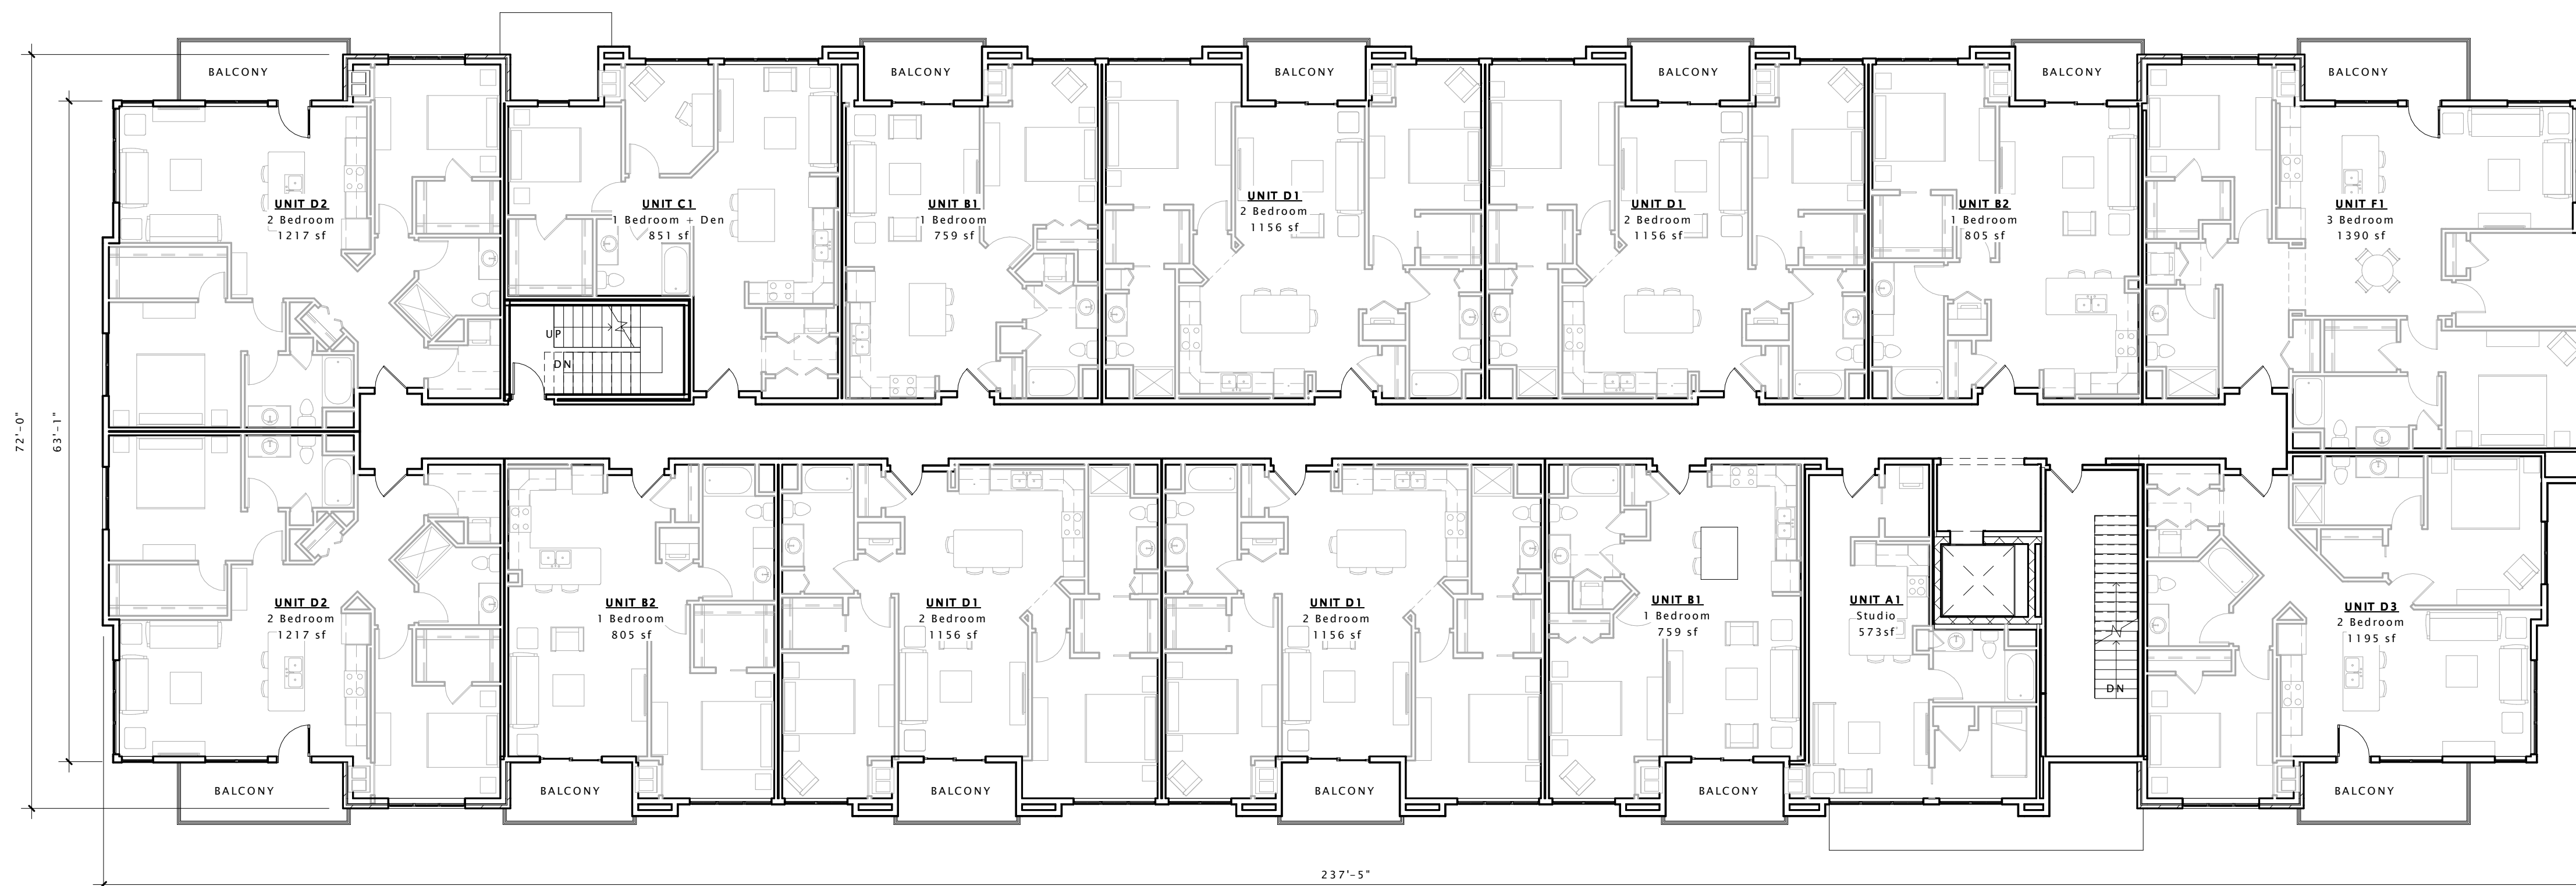 BALCONY
BALCONY
BALCONY
BALCONY
BALCONY
BALCONY
UNIT D2
2 Bedroom
1217 sf
UNIT C1
1 Bedroom + Den
851 sf
UNIT B1
1 Bedroom
759 sf
UNIT D1
2 Bedroom
1156 sf
UNIT D1
2 Bedroom
1156 sf
UNIT B2
1 Bedroom
805 sf
UNIT F1
3 Bedroom
1390 sf
UP
DN
72'-0"
63'-1"
UNIT D2
2 Bedroom
1217 sf
UNIT B2
1 Bedroom
805 sf
UNIT D1
2 Bedroom
1156 sf
UNIT D1
2 Bedroom
1156 sf
UNIT B1
1 Bedroom
759 sf
UNIT A1
Studio
573sf
UNIT D3
2 Bedroom
1195 sf
DN
BALCONY
BALCONY
BALCONY
BALCONY
BALCONY
BALCONY
237'-5"